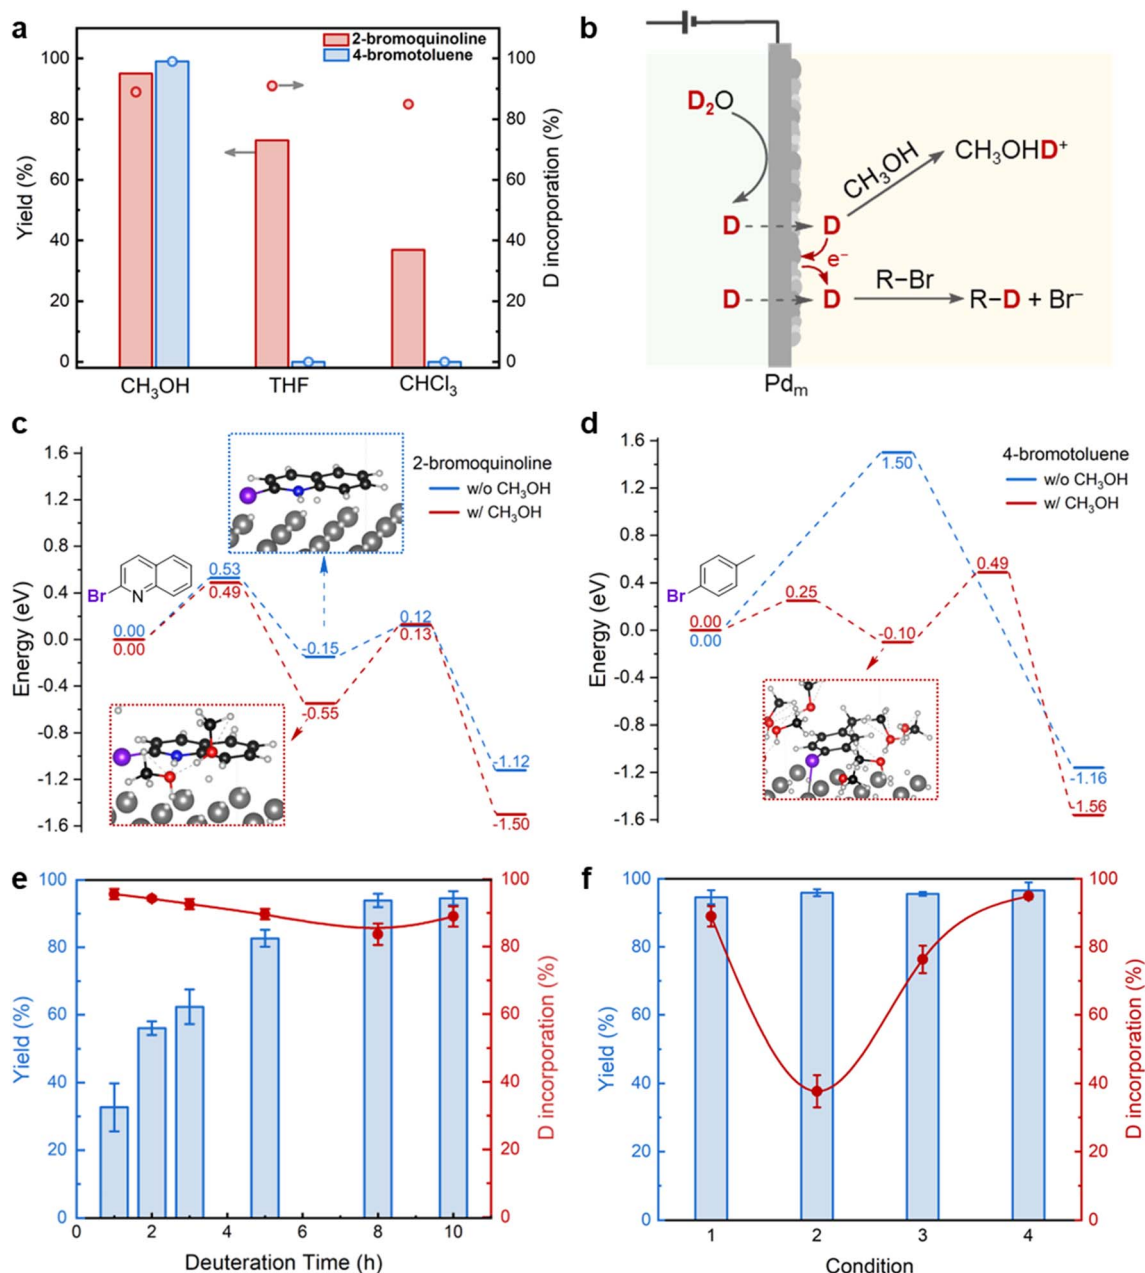 a
2-bromoquinoline
4-bromotoluene
Yield (%)
100
80
60
40
20
0
CH₃OH
THF
CHCl₃
100
80
60
40
20
0
D incorporation (%)
b
D₂O
CH₃OH
CH₃OHD⁺
D
D
e⁻
D
D
R–Br
R–D + Br⁻
Pdₘ
c
Energy (eV)
1.6
1.2
0.8
0.4
0.0
-0.4
-0.8
-1.2
-1.6
2-bromoquinoline
w/o CH₃OH
w/ CH₃OH
Br
N
0.00
0.00
0.53
0.49
-0.15
-0.55
0.12
0.13
-1.12
-1.50
d
Energy (eV)
1.6
1.2
0.8
0.4
0.0
-0.4
-0.8
-1.2
-1.6
4-bromotoluene
w/o CH₃OH
w/ CH₃OH
Br
0.00
0.00
1.50
0.25
-0.10
0.49
-1.16
-1.56
e
Yield (%)
100
80
60
40
20
0
0
2
4
6
8
10
Deuteration Time (h)
100
80
60
40
20
0
D incorporation (%)
f
Yield (%)
100
80
60
40
20
0
1
2
3
4
Condition
100
80
60
40
20
0
D incorporation (%)